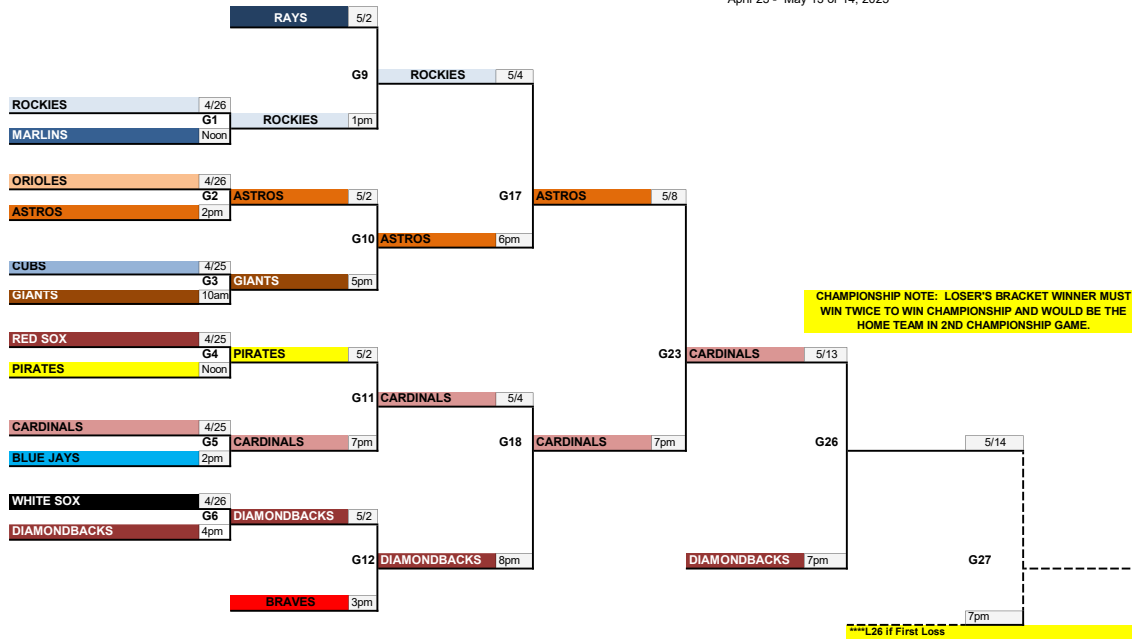 April 25 - May 13 or 14, 2023
RAYS 5/2
G9 ROCKIES 5/4
ROCKIES 4/26
G1 ROCKIES 1pm
MARLINS Noon
ORIOLES 4/26
G2 ASTROS 5/2 G17 ASTROS 5/8
ASTROS 2pm
G10 ASTROS 6pm
CUBS 4/25
G3 GIANTS 5pm
GIANTS 10am
CHAMPIONSHIP NOTE: LOSER'S BRACKET WINNER MUST
WIN TWICE TO WIN CHAMPIONSHIP AND WOULD BE THE
HOME TEAM IN 2ND CHAMPIONSHIP GAME.
RED SOX 4/25
G4 PIRATES 5/2 G23 CARDINALS 5/13
PIRATES Noon
G11 CARDINALS 5/4
CARDINALS 4/25
G5 CARDINALS 7pm G18 CARDINALS 7pm G26 5/14
BLUE JAYS 2pm
WHITE SOX 4/26
G6 DIAMONDBACKS 5/2
DIAMONDBACKS 4pm
G12 DIAMONDBACKS 8pm DIAMONDBACKS 7pm G27
BRAVES 3pm
7pm
****L26 if First Loss